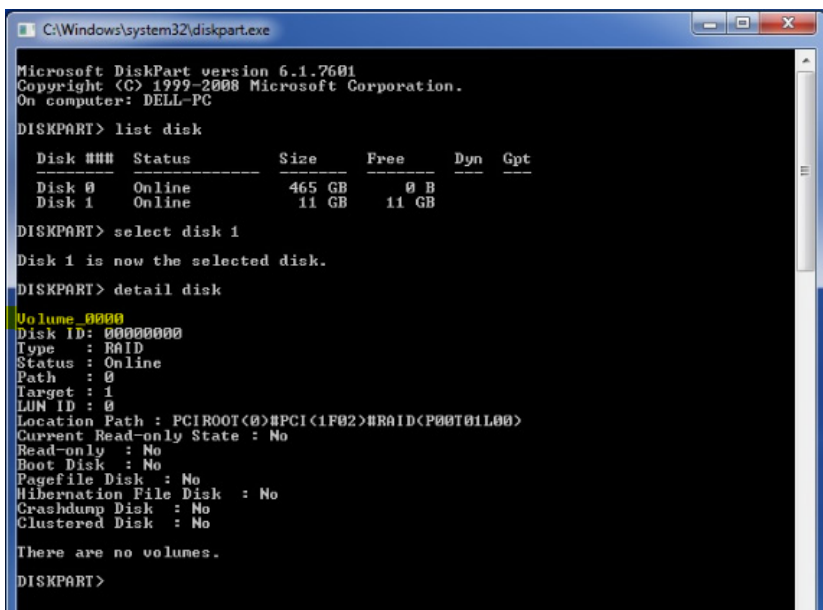 C:\Windows\system32\diskpart.exe
Microsoft DiskPart version 6.1.7601
Copyright (C) 1999-2008 Microsoft Corporation.
On computer: DELL-PC
DISKPART> list disk
Disk ### Status Size Free Dyn Gpt
-------- ------------- ------- ------- --- ---
Disk 0 Online 465 GB 0 B
Disk 1 Online 11 GB 11 GB
DISKPART> select disk 1
Disk 1 is now the selected disk.
DISKPART> detail disk
Volume_0000
Disk ID: 00000000
Type : RAID
Status : Online
Path : 0
Target : 1
LUN ID : 0
Location Path : PCIROOT(0)#PCI(1F02)#RAID(P00T01L00)
Current Read-only State : No
Read-only : No
Boot Disk : No
Pagefile Disk : No
Hibernation File Disk : No
Crashdump Disk : No
Clustered Disk : No
There are no volumes.
DISKPART>